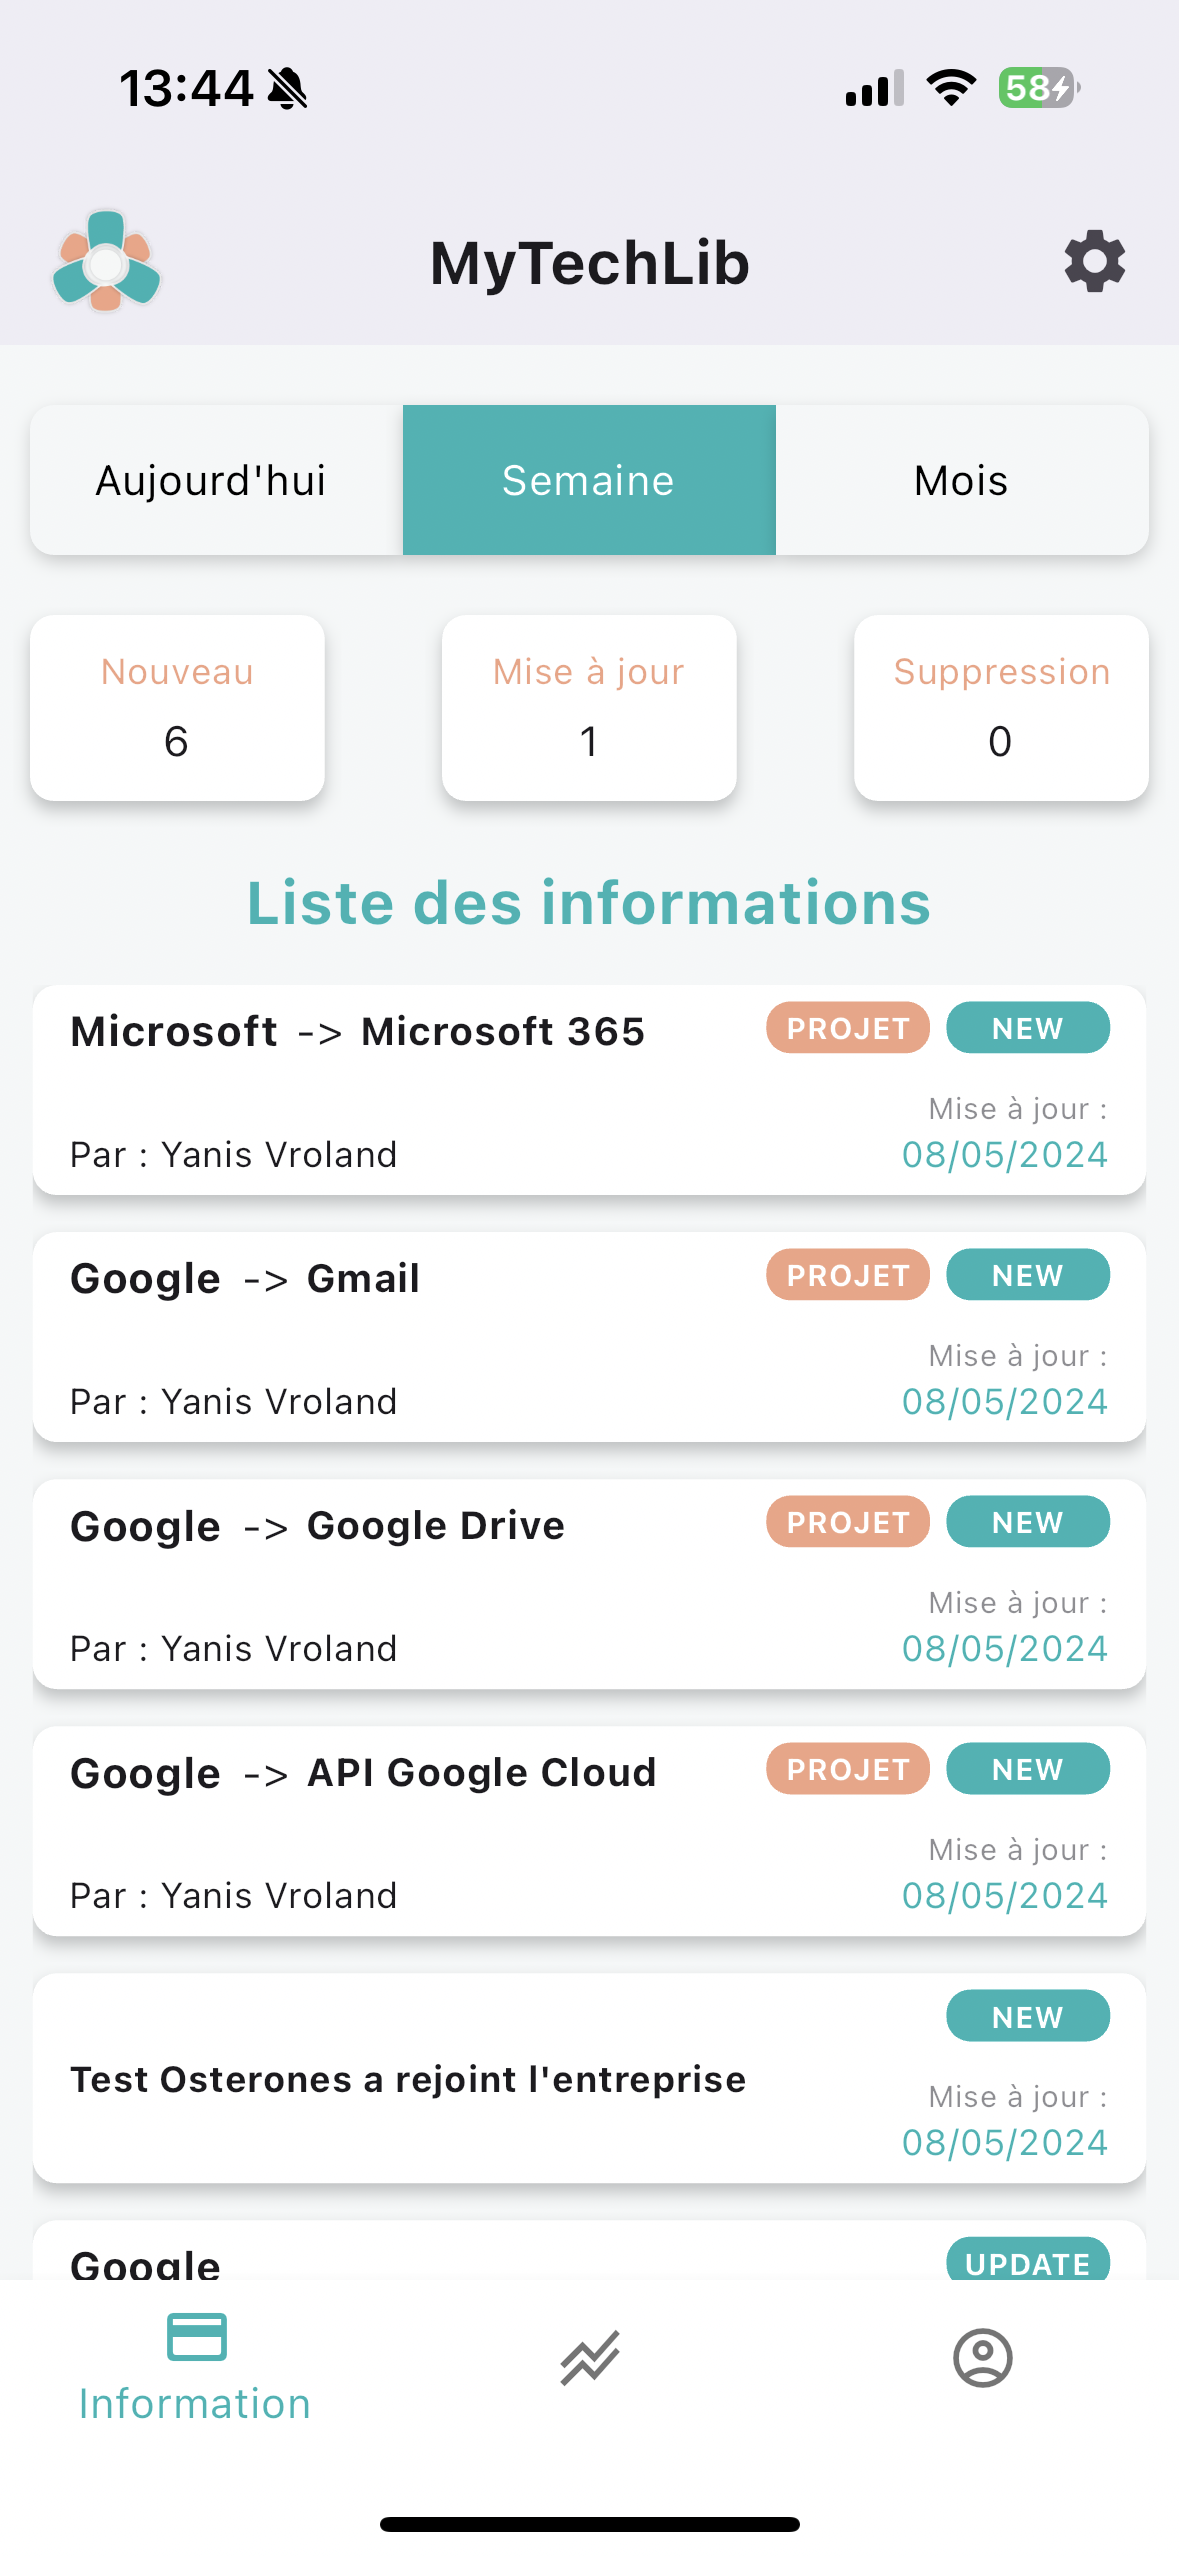 13:44
58
MyTechLib
Aujourd'hui Semaine Mois
Nouveau Mise à jour Suppression
6 1 0
Liste des informations
Microsoft -> Microsoft 365 PROJET NEW
Mise à jour :
Par : Yanis Vroland 08/05/2024
Google -> Gmail PROJET NEW
Mise à jour :
Par : Yanis Vroland 08/05/2024
Google -> Google Drive PROJET NEW
Mise à jour :
Par : Yanis Vroland 08/05/2024
Google -> API Google Cloud PROJET NEW
Mise à jour :
Par : Yanis Vroland 08/05/2024
NEW
Test Osterones a rejoint l'entreprise
Mise à jour :
08/05/2024
Google UPDATE
Information